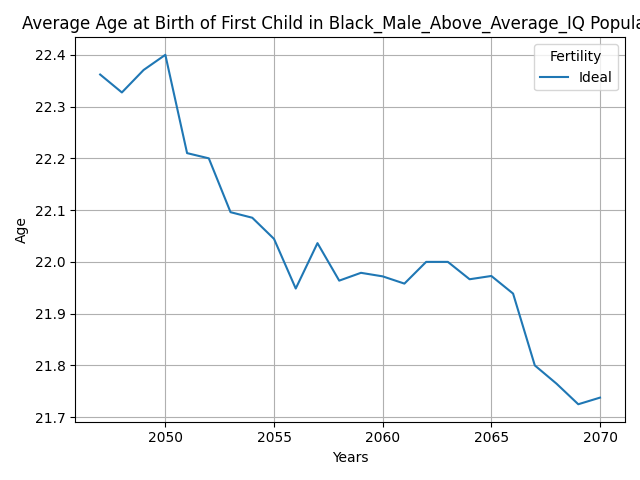 Average Age at Birth of First Child in Black_Male_Above_Average_IQ Popula
22.4
22.3
22.2
22.1
22.0
21.9
21.8
21.7
Age
Fertility
Ideal
2050 2055 2060 2065 2070
Years